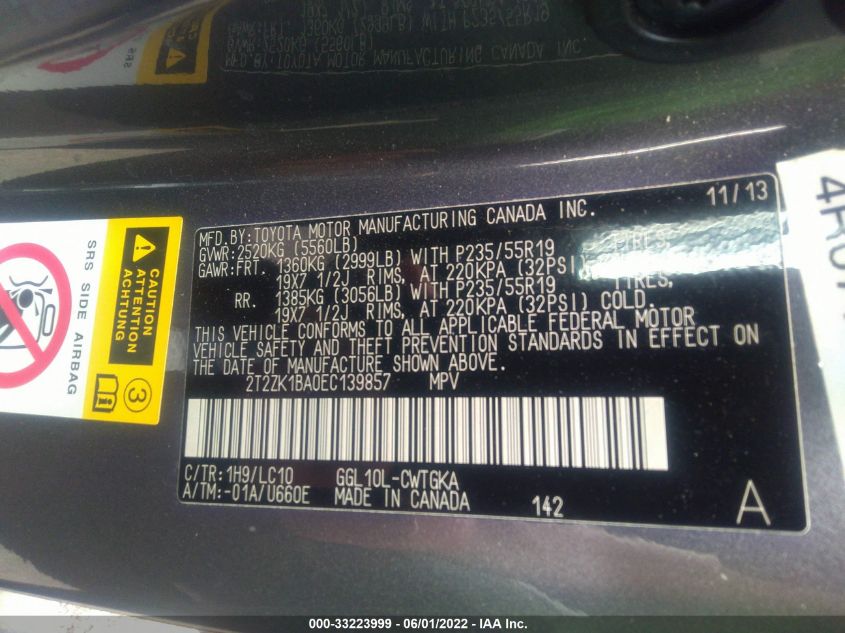 MFD.BY:TOYOTA MOTOR MANUFACTURING CANADA INC. 11/13
GVWR:2520KG (5560LB)
GAWR:FRT. 1360KG (2999LB) WITH P235/55R19 TIRES,
19X7 1/2J RIMS, AT 220KPA (32PSI)
RR. 1385KG (3056LB) WITH P235/55R19 TIRES,
19X7 1/2J RIMS, AT 220KPA (32PSI) COLD.
THIS VEHICLE CONFORMS TO ALL APPLICABLE FEDERAL MOTOR
VEHICLE SAFETY AND THEFT PREVENTION STANDARDS IN EFFECT ON
THE DATE OF MANUFACTURE SHOWN ABOVE.
2T2ZK1BA0EC139857 MPV
C/TR:1H9/LC10 GGL10L-CWTGKA
A/TM:-01A/U660E MADE IN CANADA 142 A
SRS SIDE AIRBAG
CAUTION
ATTENTION
3
000-33223999 - 06/01/2022 - IAA Inc.